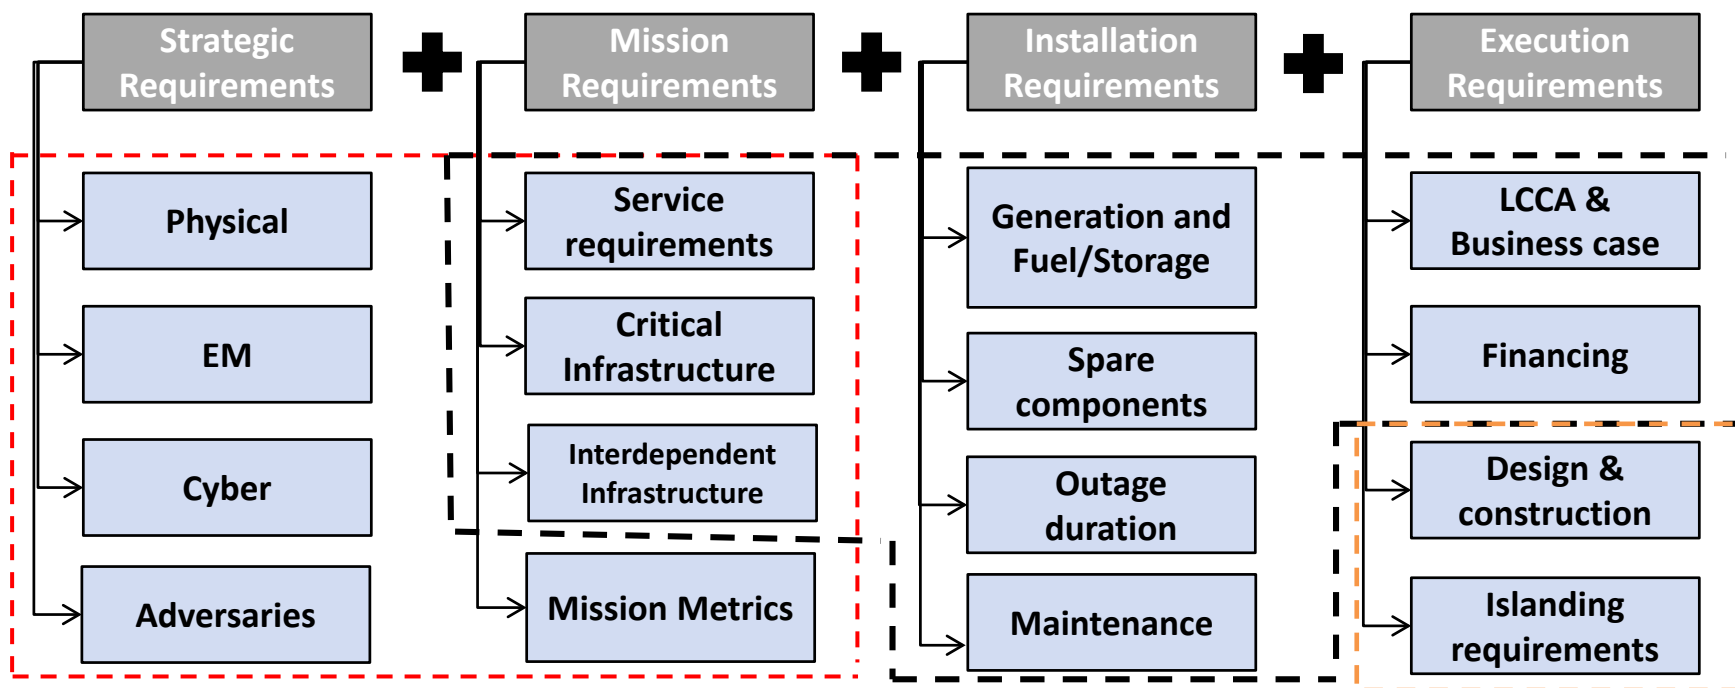 Strategic
Requirements
Mission
Requirements
Installation
Requirements
Execution
Requirements
Physical
EM
Cyber
Adversaries
Service
requirements
Critical
Infrastructure
Interdependent
Infrastructure
Mission Metrics
Generation and
Fuel/Storage
Spare
components
Outage
duration
Maintenance
LCCA &
Business case
Financing
Design &
construction
Islanding
requirements